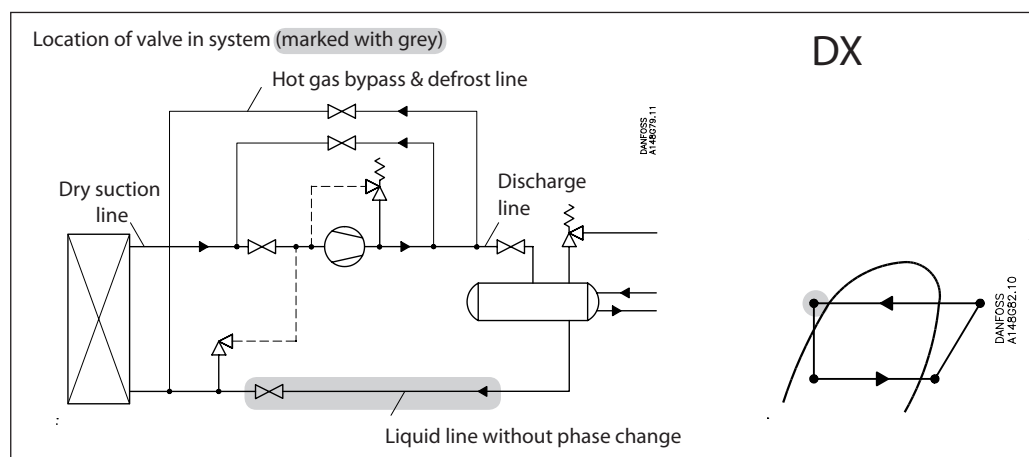 Location of valve in system (marked with grey)
DX
Hot gas bypass & defrost line
DANFOSS
A148G79.11
Dry suction
line
Discharge
line
DANFOSS
A148G82.10
Liquid line without phase change